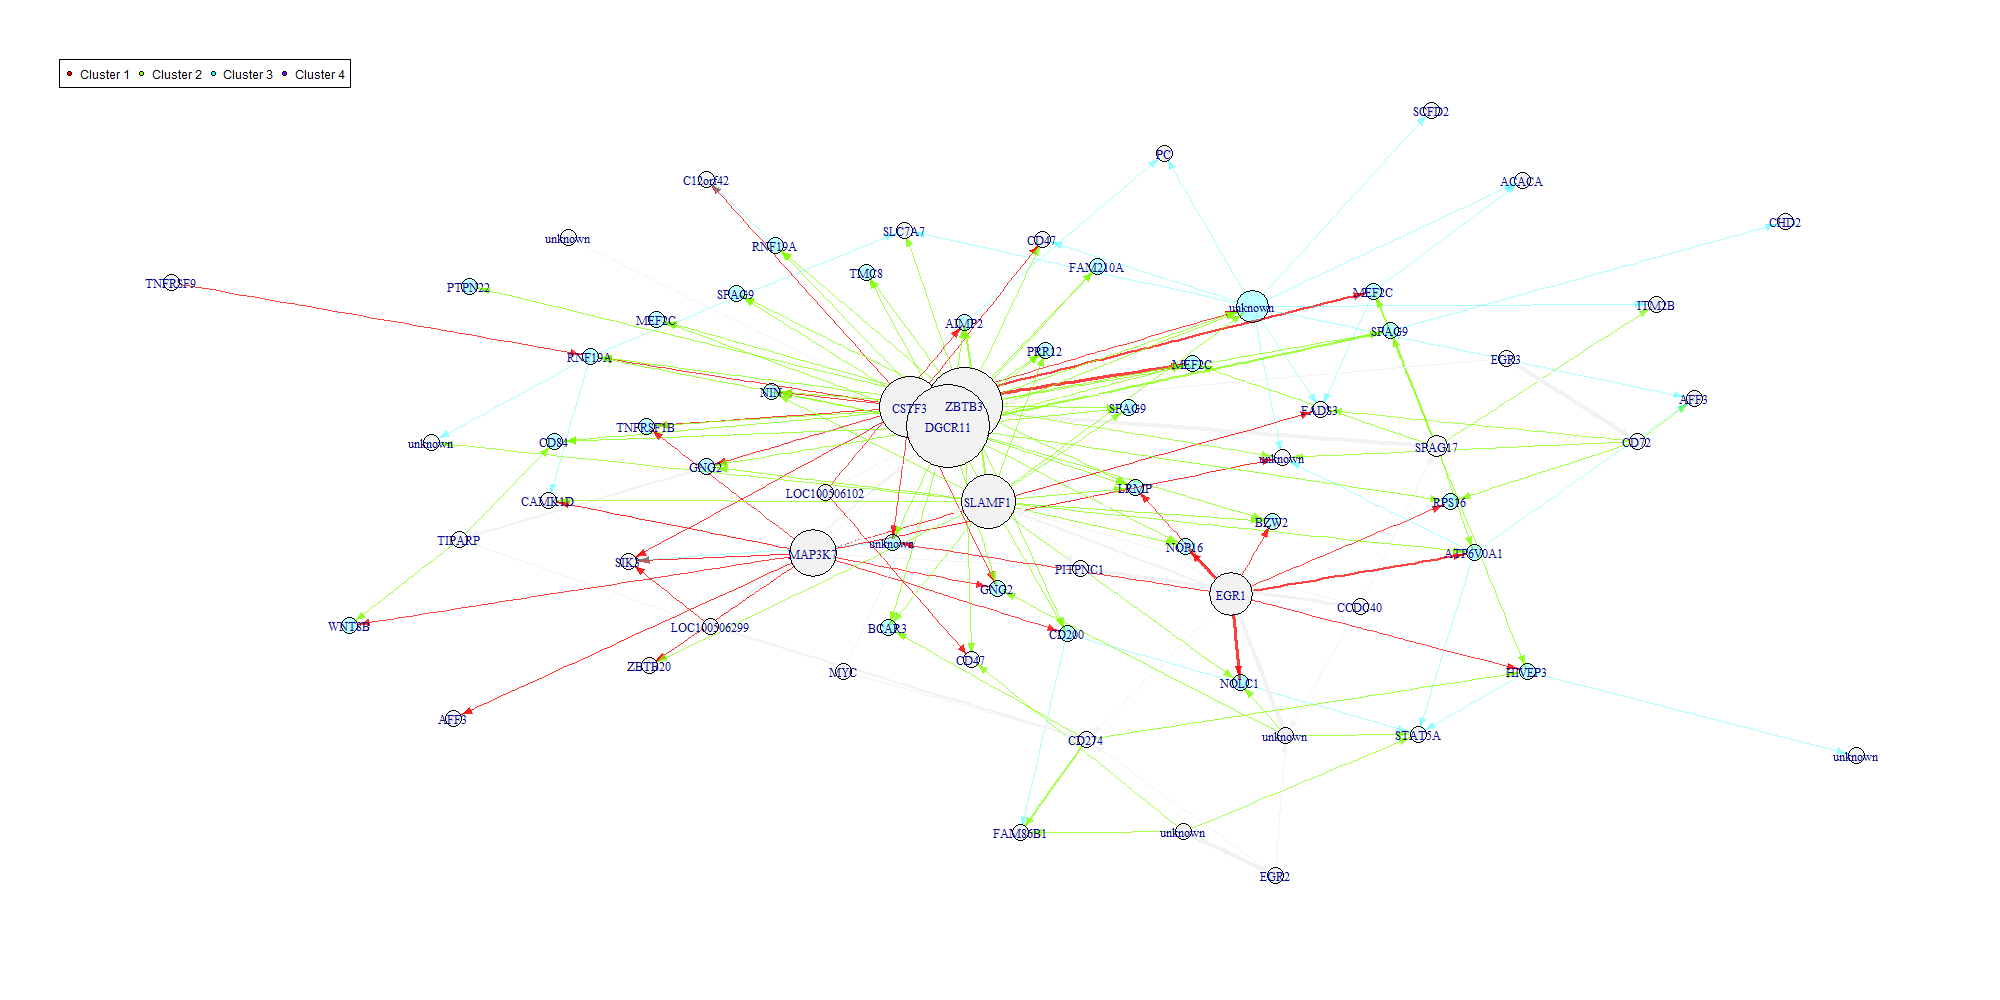 Cluster 1 Cluster 2 Cluster 3 Cluster 4
SCFD2
PC
C12orf42
ACACA
CHD2
SLC7A7
unknown
CD47
RNF19A
FAM210A
TMC8
TNFRSF9
PTPN22
SPAG9
MEF2C
unknown
ITM2B
MEF2C
AIMP2
SPAG9
PRR12
RNF19A
EGR3
MEF2C
NIN
AFF3
CSTF3
ZBTB3
SPAG9
EADS3
TNFRSF1B
DGCR11
unknown
CD84
CD72
SPAG17
unknown
GNG2
LRMP
LOC100506102
CAMK1D
SLAMF1
RPS16
BZW2
TIPARP
unknown
NOP16
MAP3K7
ATP6V0A1
SIK3
PITPNC1
GNG2
EGR1
CCDC40
WNT8B
LOC100506299
BCAR3
CD200
CD47
ZBTB20
MYC
HIVEP3
NOLC1
AFF3
CD274
unknown
STAT5A
unknown
FAM86B1
unknown
EGR2